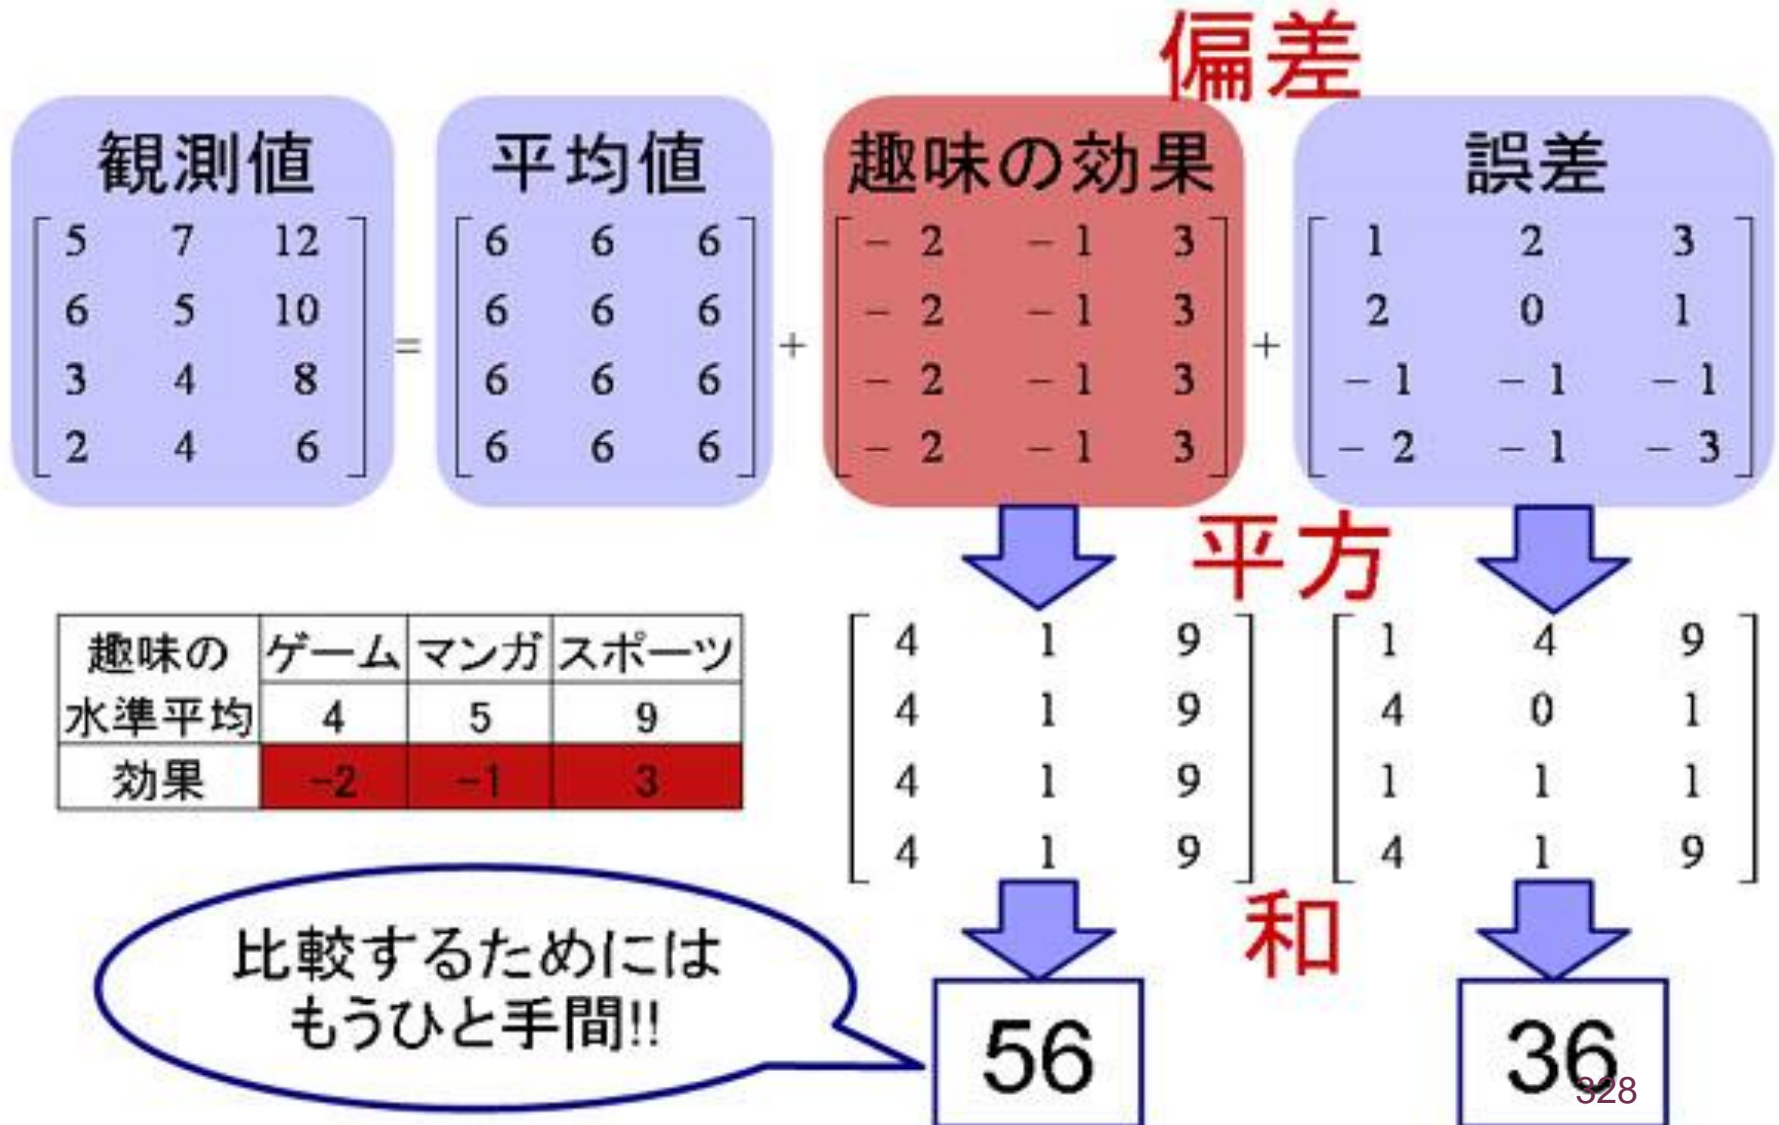 偏差
観測値 平均値 趣味の効果 誤差
5 7 12 6 6 6 - 2 - 1 3 1 2 3
6 5 10 6 6 6 - 2 - 1 3 2 0 1
= + +
3 4 8 6 6 6 - 2 - 1 3 - 1 - 1 - 1
2 4 6 6 6 6 - 2 - 1 3 - 2 - 1 - 3
平方
趣味の ゲーム マンガ スポーツ
水準平均 4 5 9
効果 -2 -1 3
4 1 9 1 4 9
4 1 9 4 0 1
4 1 9 1 1 1
4 1 9 4 1 9
和
比較するためには
もうひと手間!!
56 36
328